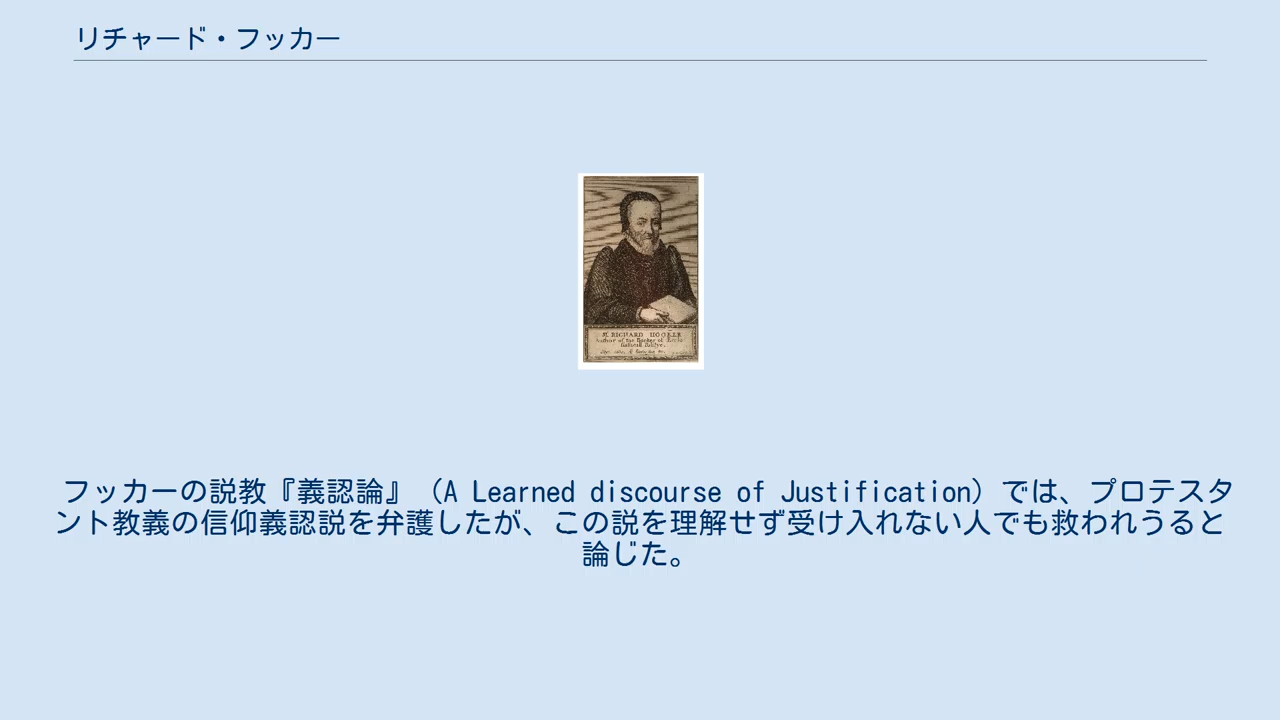 リチャード・フッカー
Mr. RICHARD HOOKER
Author of the Bookes of
フッカーの説教『義認論』（A Learned discourse of Justification）では、プロテスタ
ント教義の信仰義認説を弁護したが、この説を理解せず受け入れない人でも救われうると
論じた。